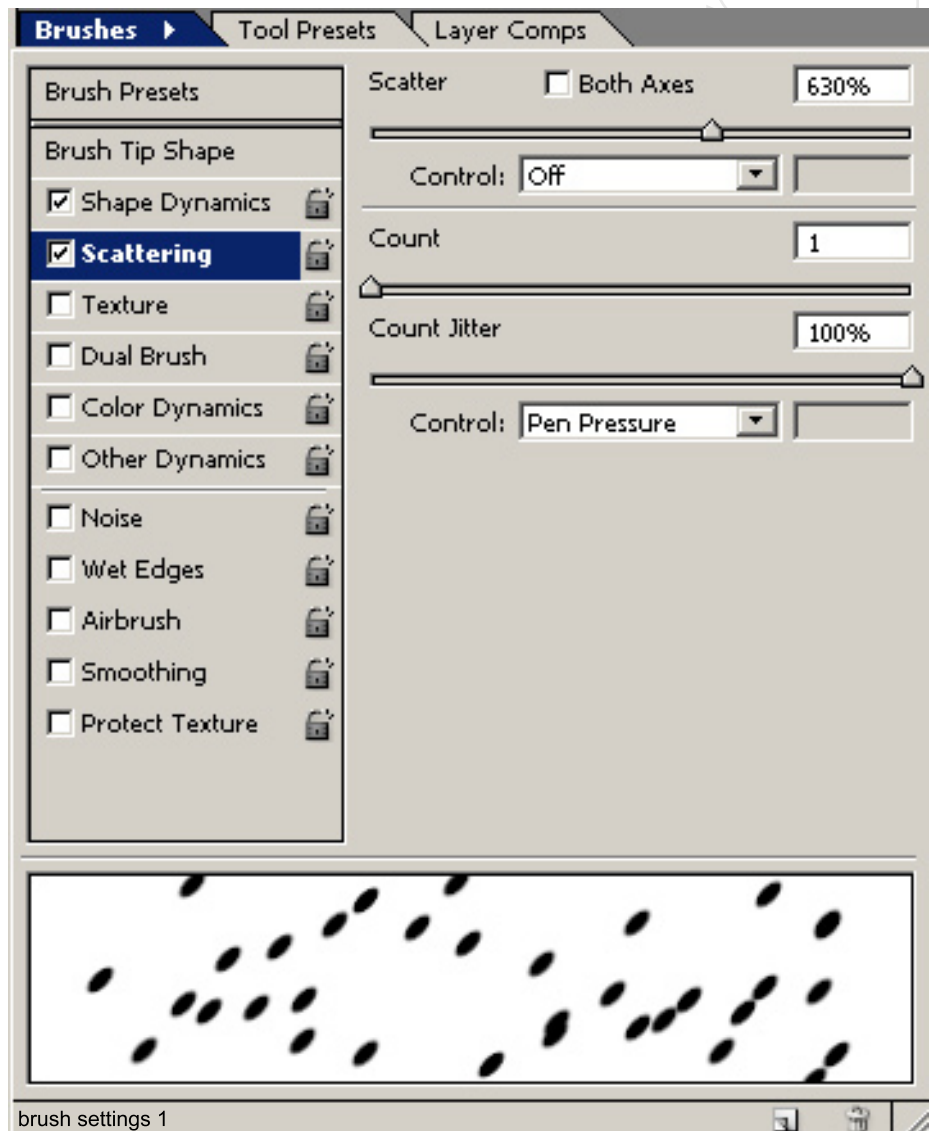 Brushes Tool Presets Layer Comps
Brush Presets
Brush Tip Shape
Shape Dynamics
Scattering
Texture
Dual Brush
Color Dynamics
Other Dynamics
Noise
Wet Edges
Airbrush
Smoothing
Protect Texture
Scatter Both Axes 630%
Control: Off
Count 1
Count Jitter 100%
Control: Pen Pressure
brush settings 1